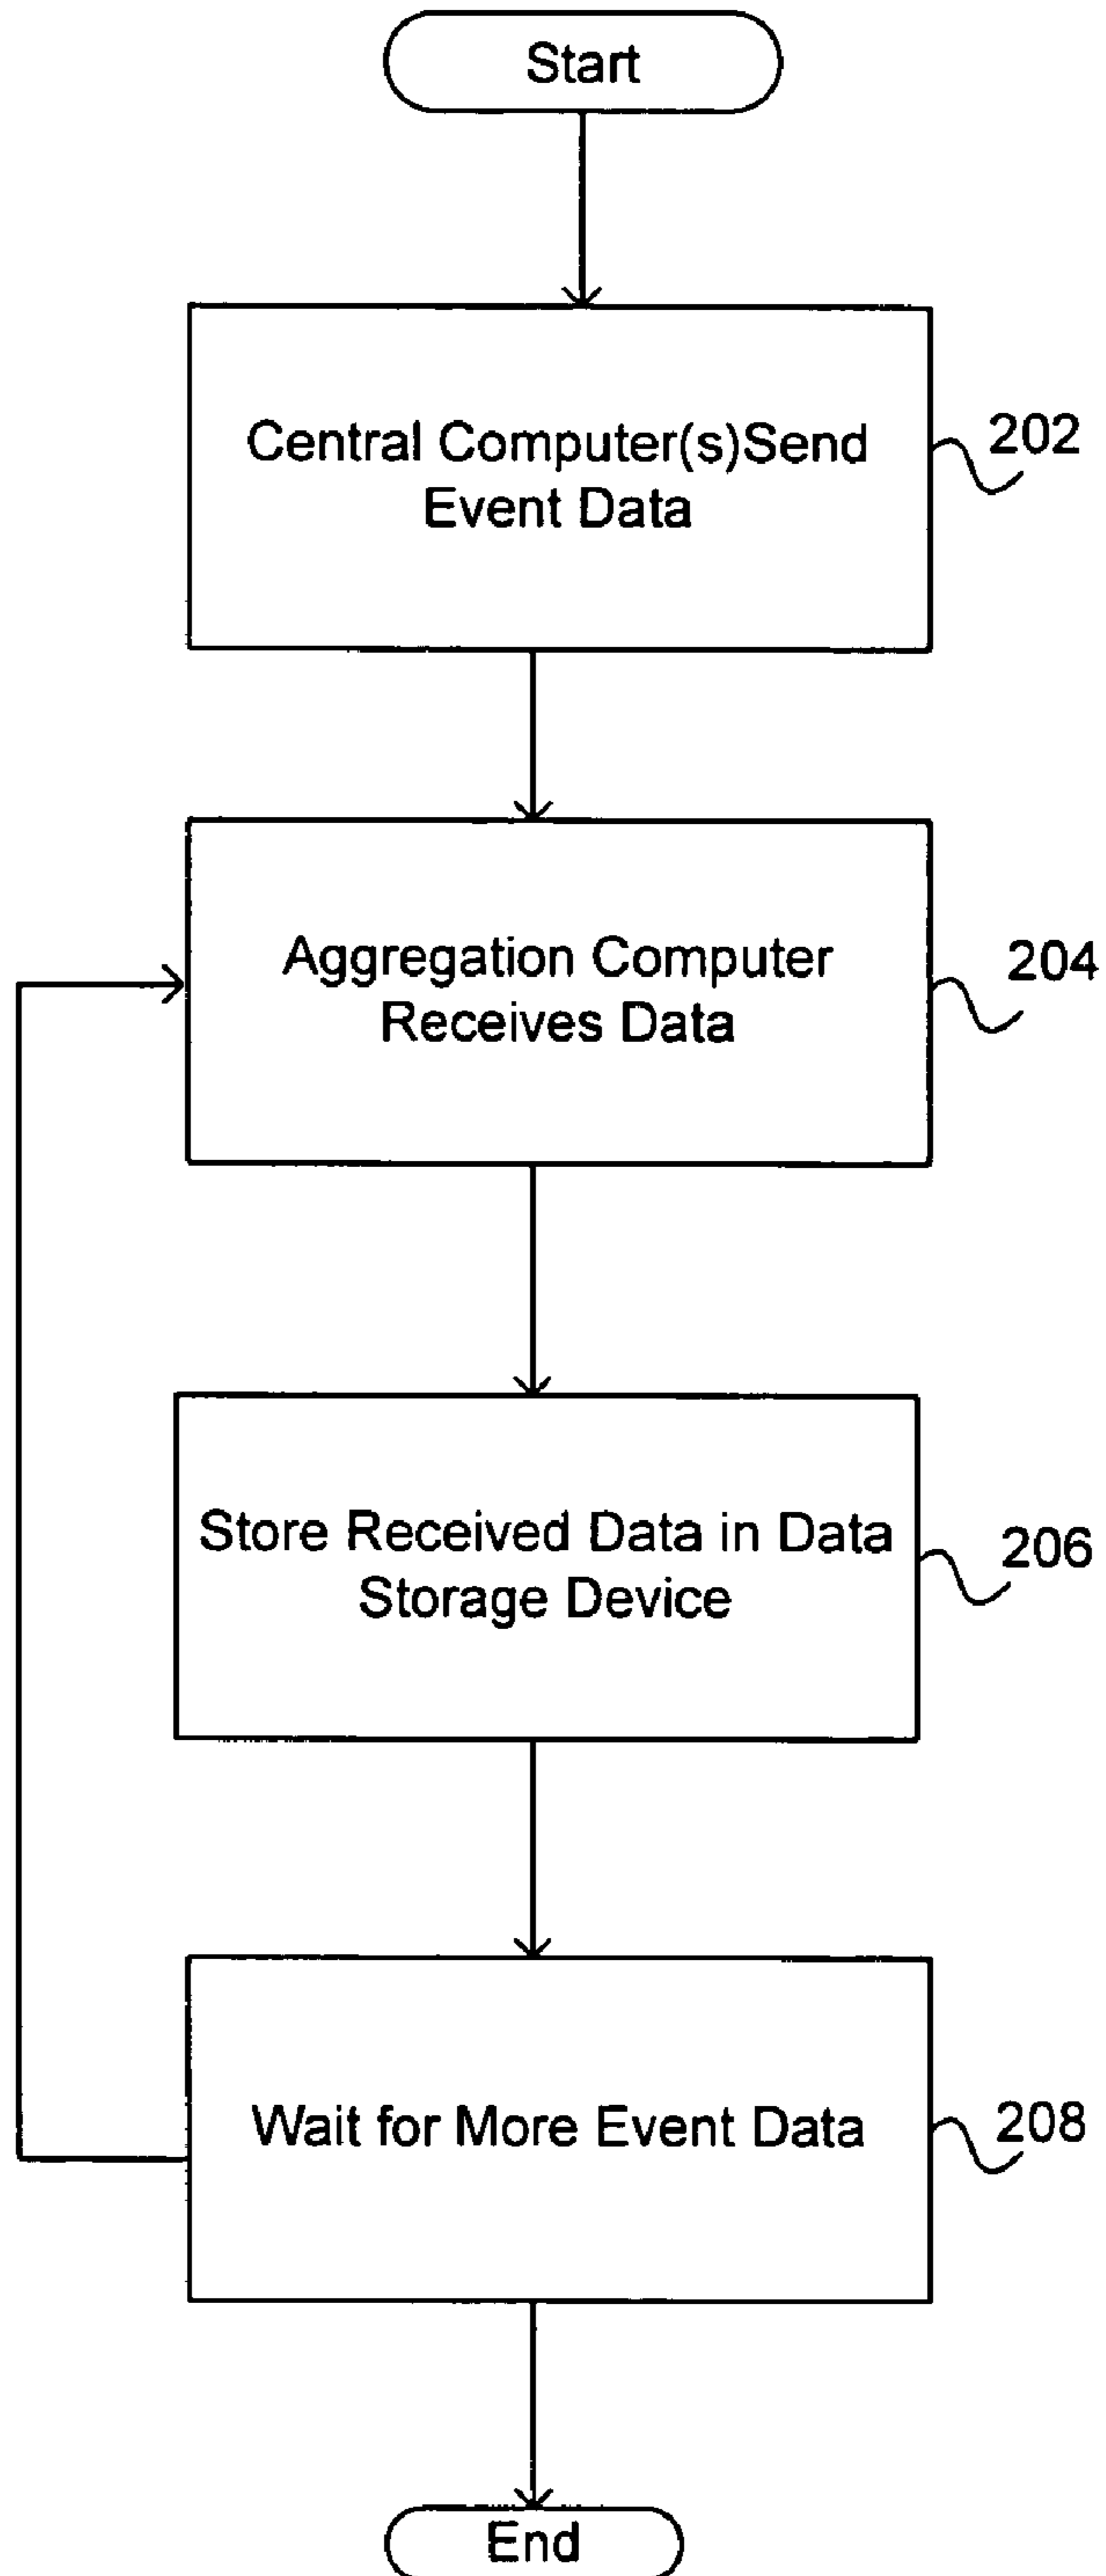 Start
Central Computer(s)Send
Event Data
202
Aggregation Computer
Receives Data
204
Store Received Data in Data
Storage Device
206
Wait for More Event Data
208
End